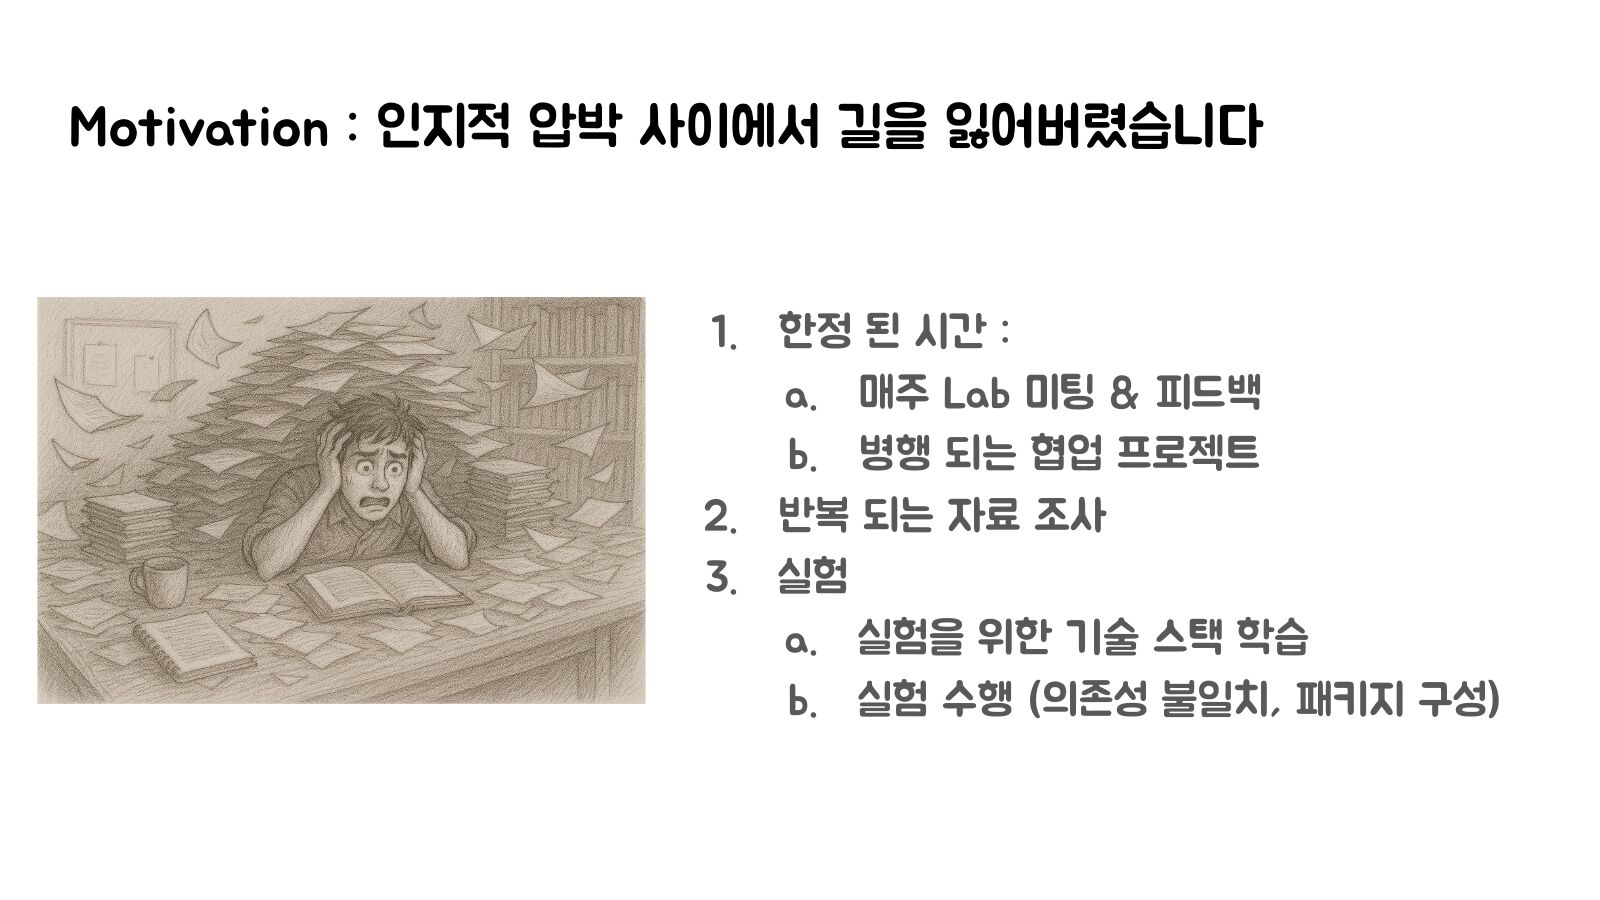 Motivation : 인지적 압박 사이에서 길을 잃어버렸습니다
1. 한정 된 시간 :
a. 매주 Lab 미팅 & 피드백
b. 병행 되는 협업 프로젝트
2. 반복 되는 자료 조사
3. 실험
a. 실험을 위한 기술 스택 학습
b. 실험 수행 (의존성 불일치, 패키지 구성)